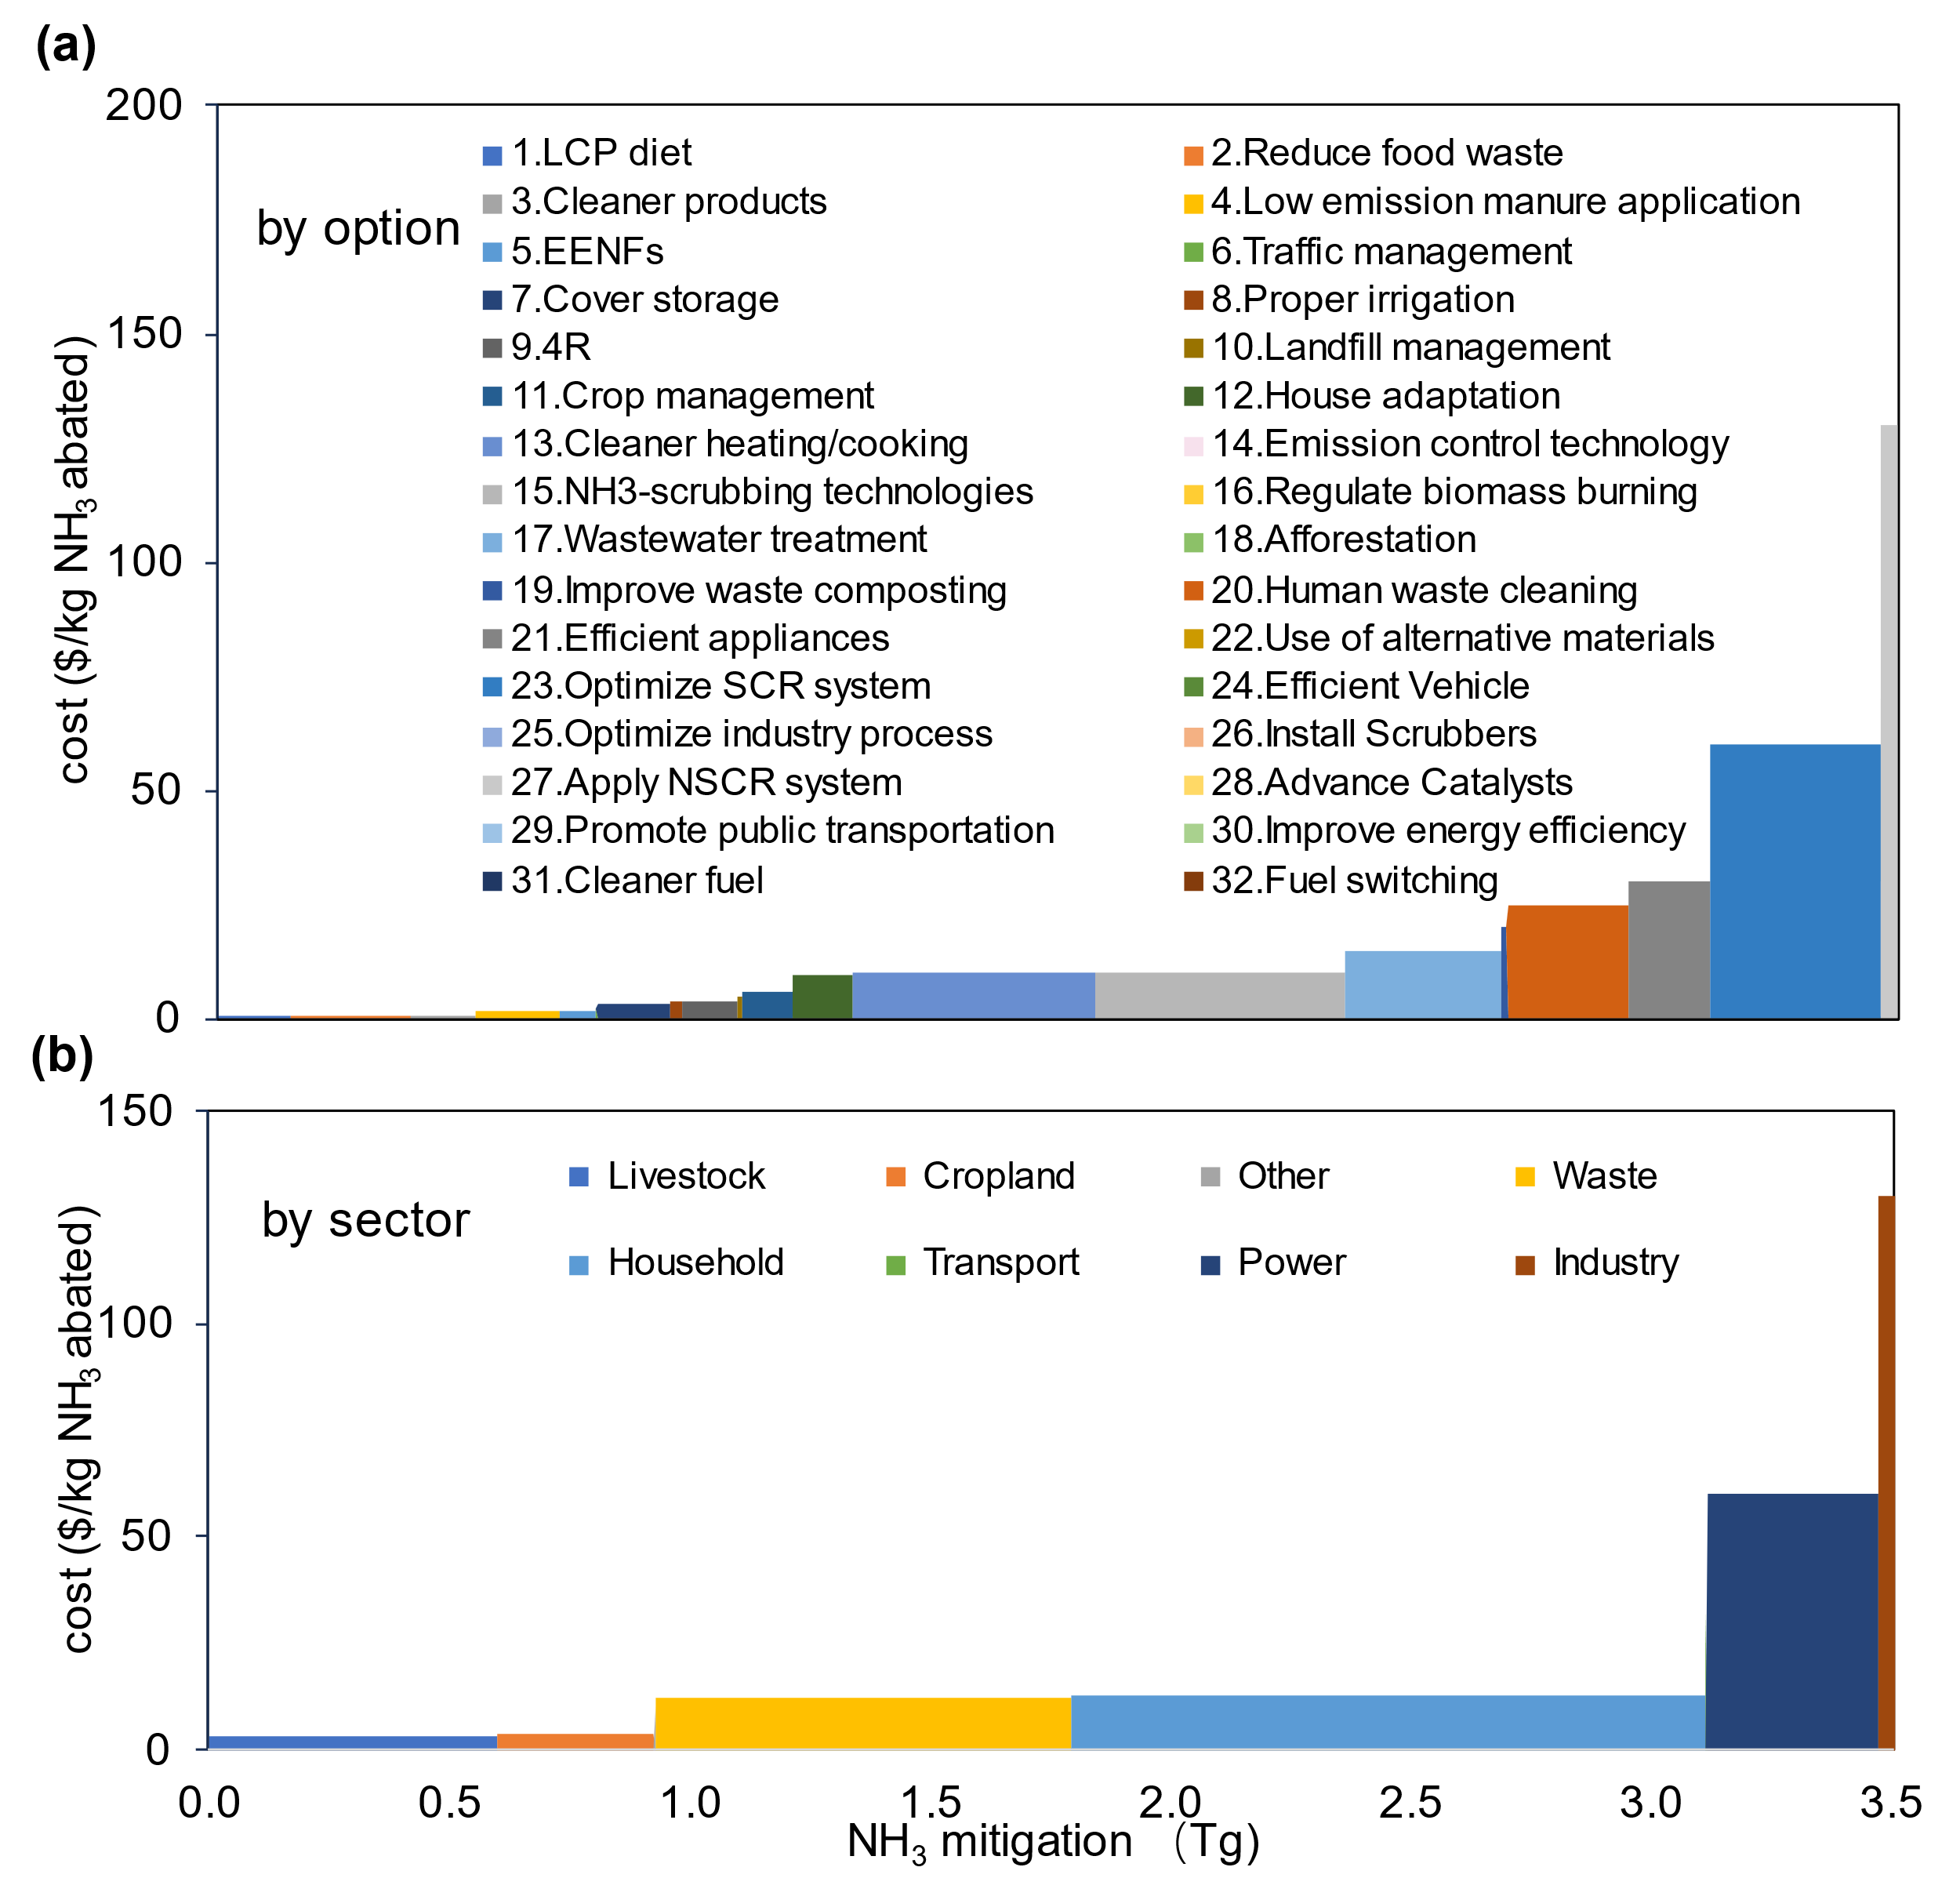 (a)
200
150
100
50
0
cost ($/kg NH₃ abated)
by option
1.LCP diet
2.Reduce food waste
3.Cleaner products
4.Low emission manure application
5.EENFs
6.Traffic management
7.Cover storage
8.Proper irrigation
9.4R
10.Landfill management
11.Crop management
12.House adaptation
13.Cleaner heating/cooking
14.Emission control technology
15.NH3-scrubbing technologies
16.Regulate biomass burning
17.Wastewater treatment
18.Afforestation
19.Improve waste composting
20.Human waste cleaning
21.Efficient appliances
22.Use of alternative materials
23.Optimize SCR system
24.Efficient Vehicle
25.Optimize industry process
26.Install Scrubbers
27.Apply NSCR system
28.Advance Catalysts
29.Promote public transportation
30.Improve energy efficiency
31.Cleaner fuel
32.Fuel switching
(b)
150
100
50
0
cost ($/kg NH₃ abated)
by sector
Livestock
Cropland
Other
Waste
Household
Transport
Power
Industry
0.0 0.5 1.0 1.5 2.0 2.5 3.0 3.5
NH₃ mitigation （Tg)